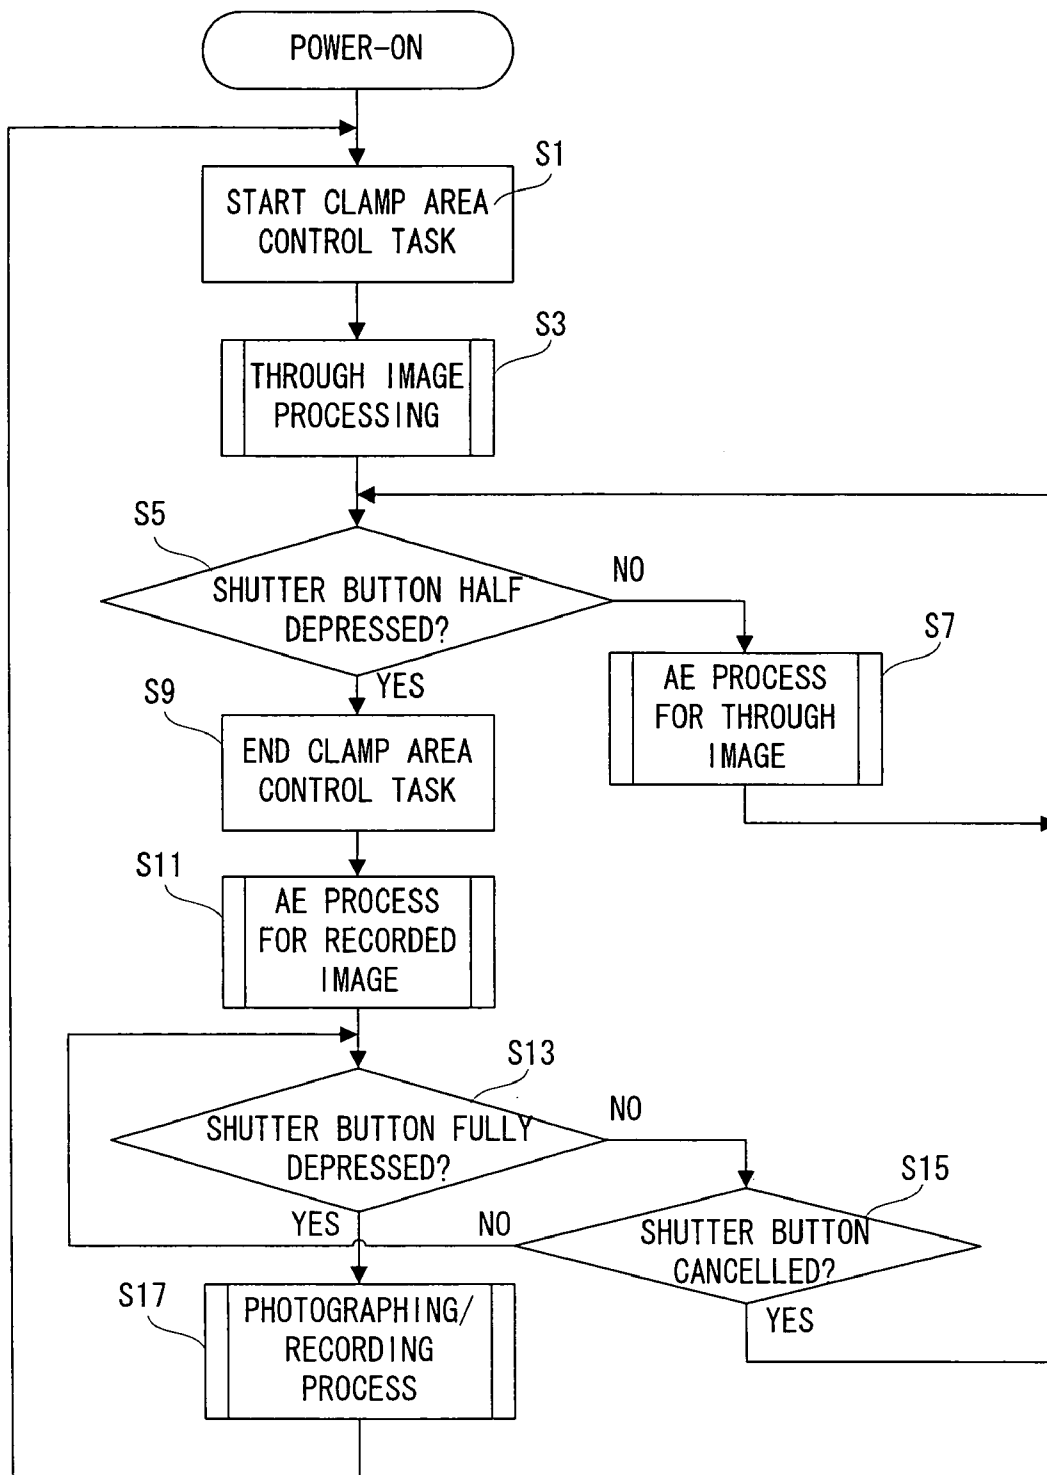 POWER-ON
S1
START CLAMP AREA
CONTROL TASK
S3
THROUGH IMAGE
PROCESSING
S5
SHUTTER BUTTON HALF
DEPRESSED?
NO
YES
S7
AE PROCESS
FOR THROUGH
IMAGE
S9
END CLAMP AREA
CONTROL TASK
S11
AE PROCESS
FOR RECORDED
IMAGE
S13
SHUTTER BUTTON FULLY
DEPRESSED?
NO
YES
S15
SHUTTER BUTTON
CANCELLED?
NO
YES
S17
PHOTOGRAPHING/
RECORDING
PROCESS